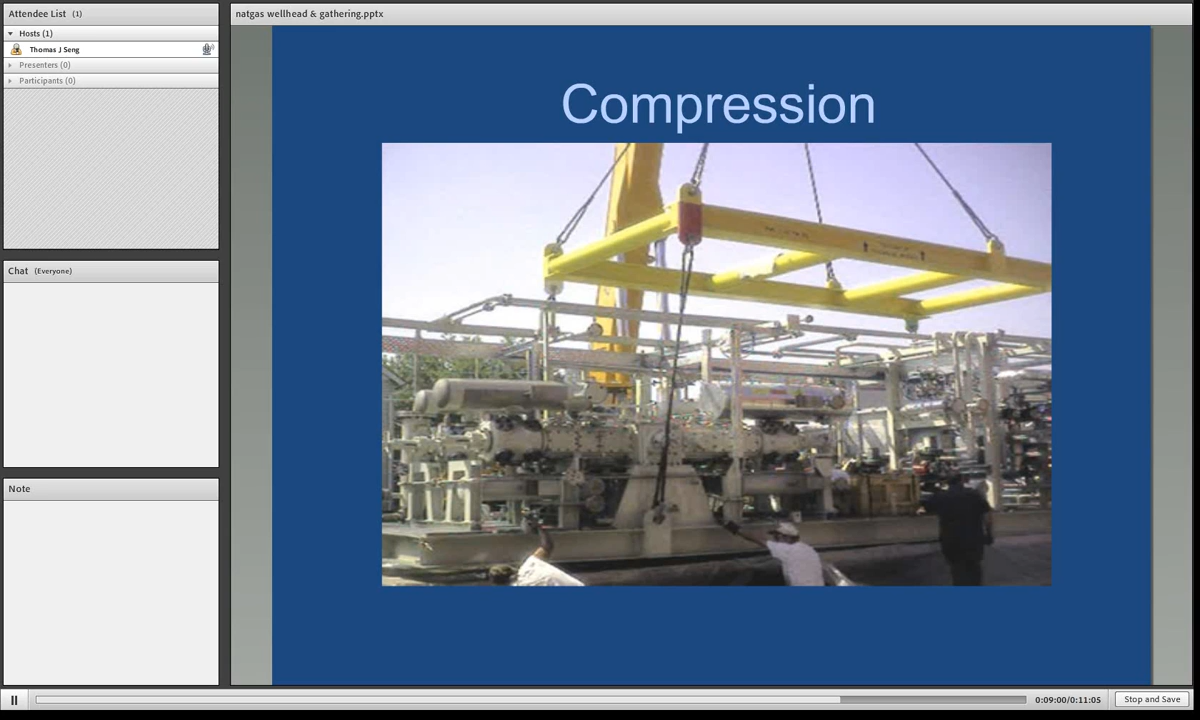 Attendee List (1)
Hosts (1)
Thomas J Seng
Presenters (0)
Participants (0)
Chat (Everyone)
Note
natgas wellhead & gathering.pptx
Compression
0:09:00/0:11:05
Stop and Save